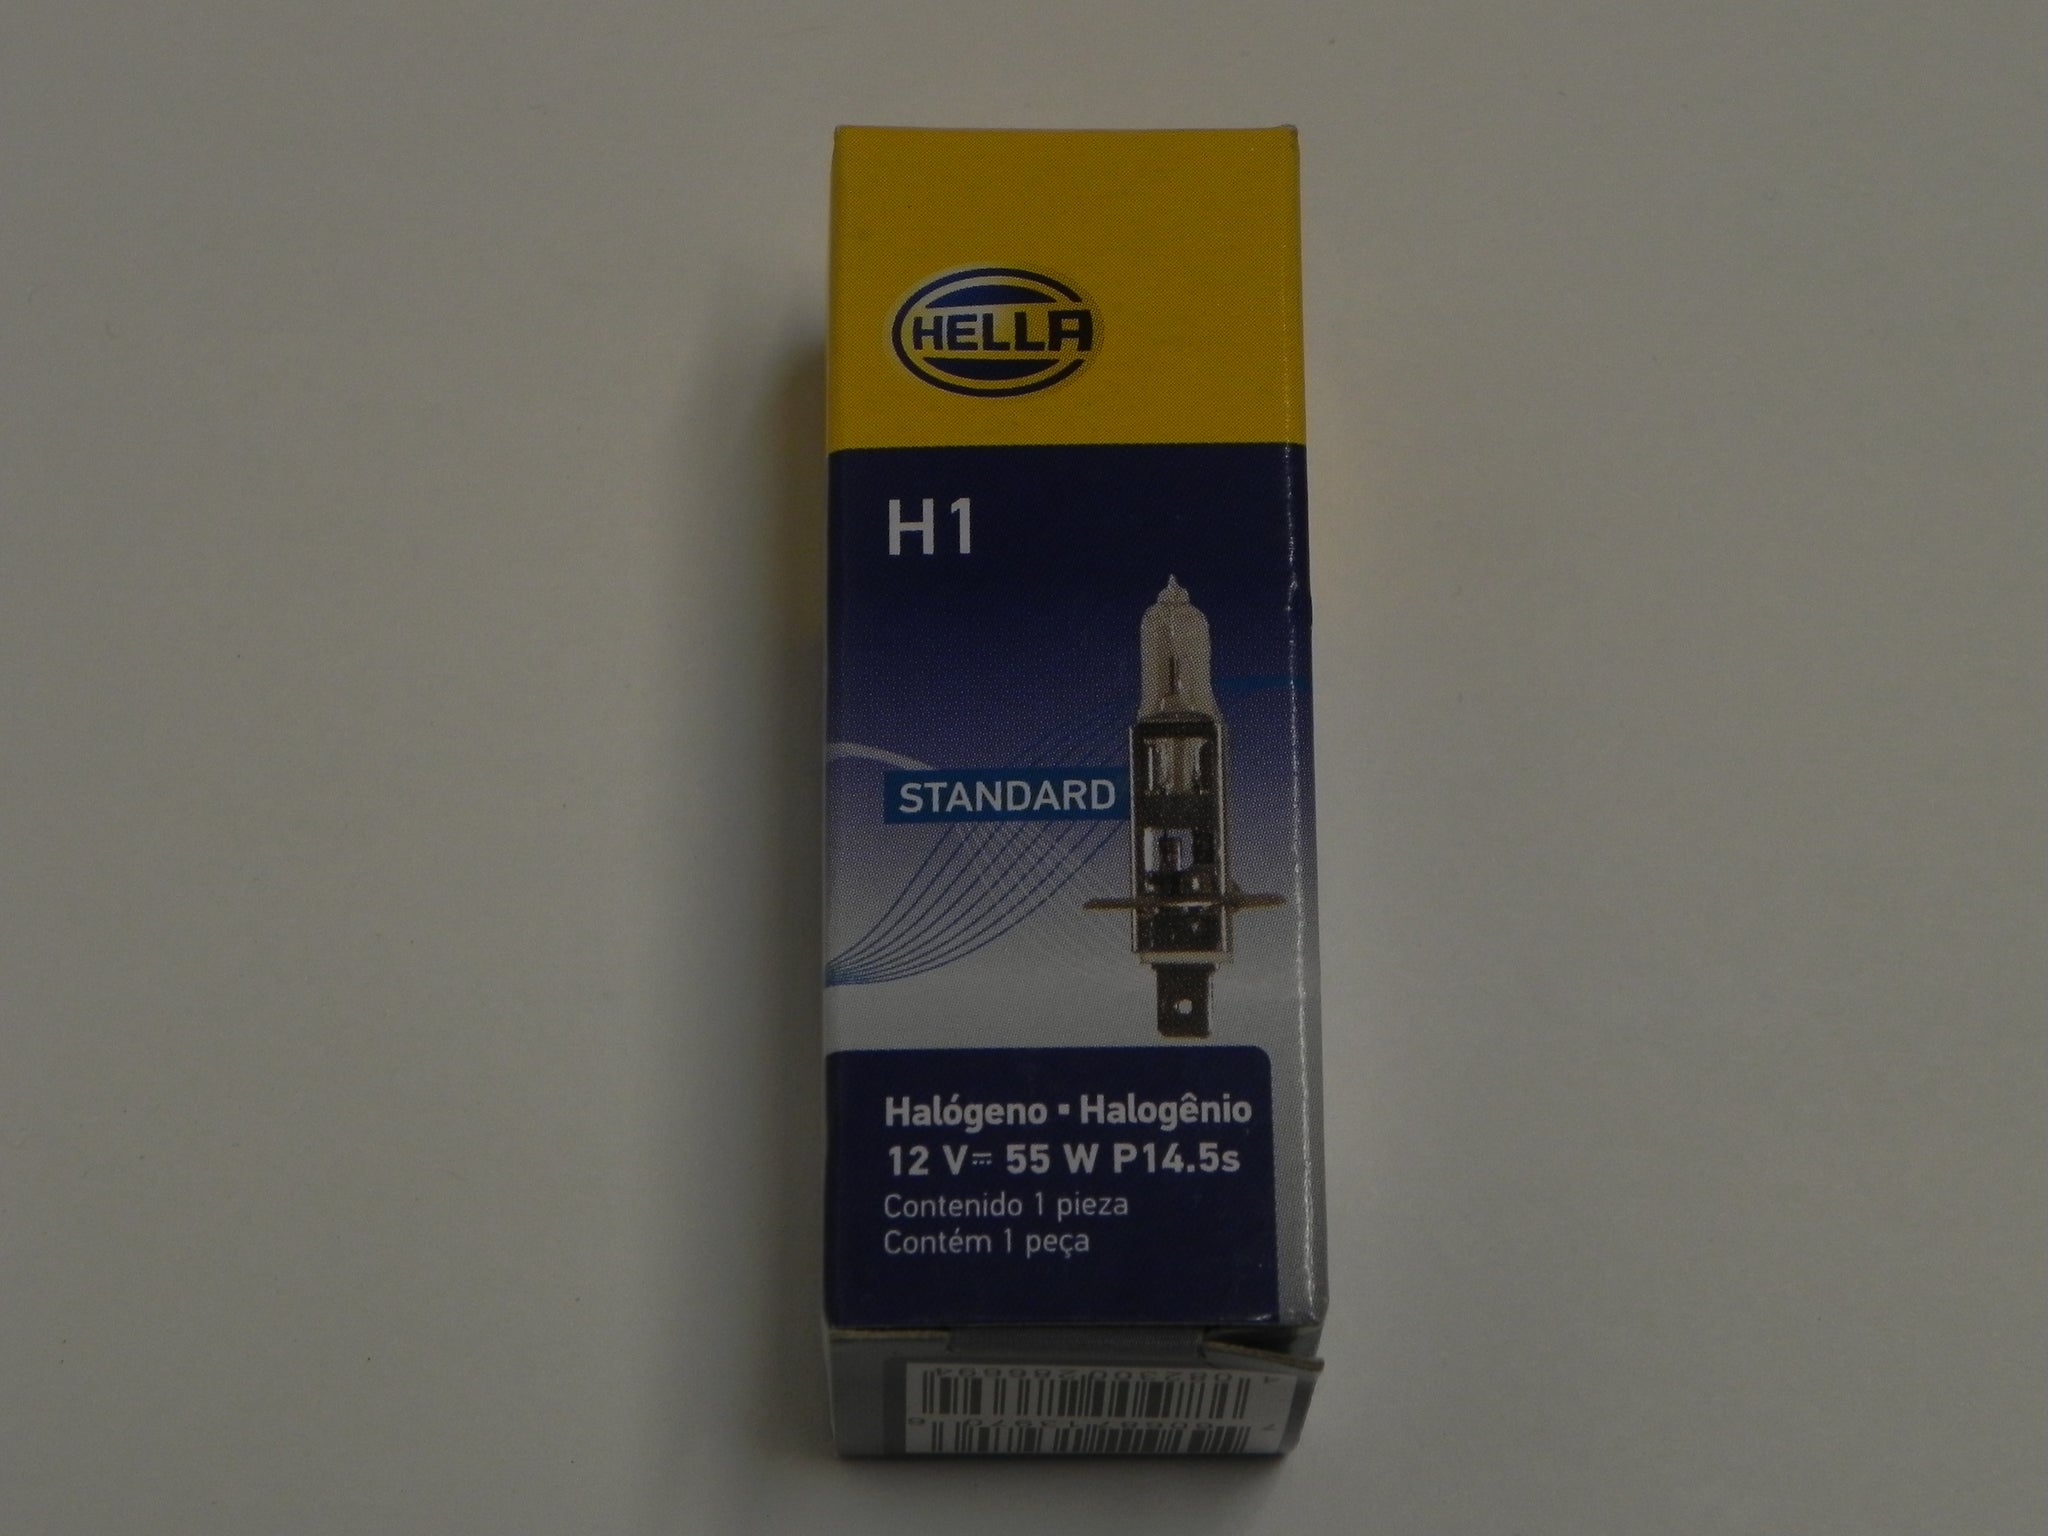 HELLA
H1
STANDARD
Halógeno ▪ Halogênio
12 V⎓ 55 W P14.5s
Contenido 1 pieza
Contém 1 peça